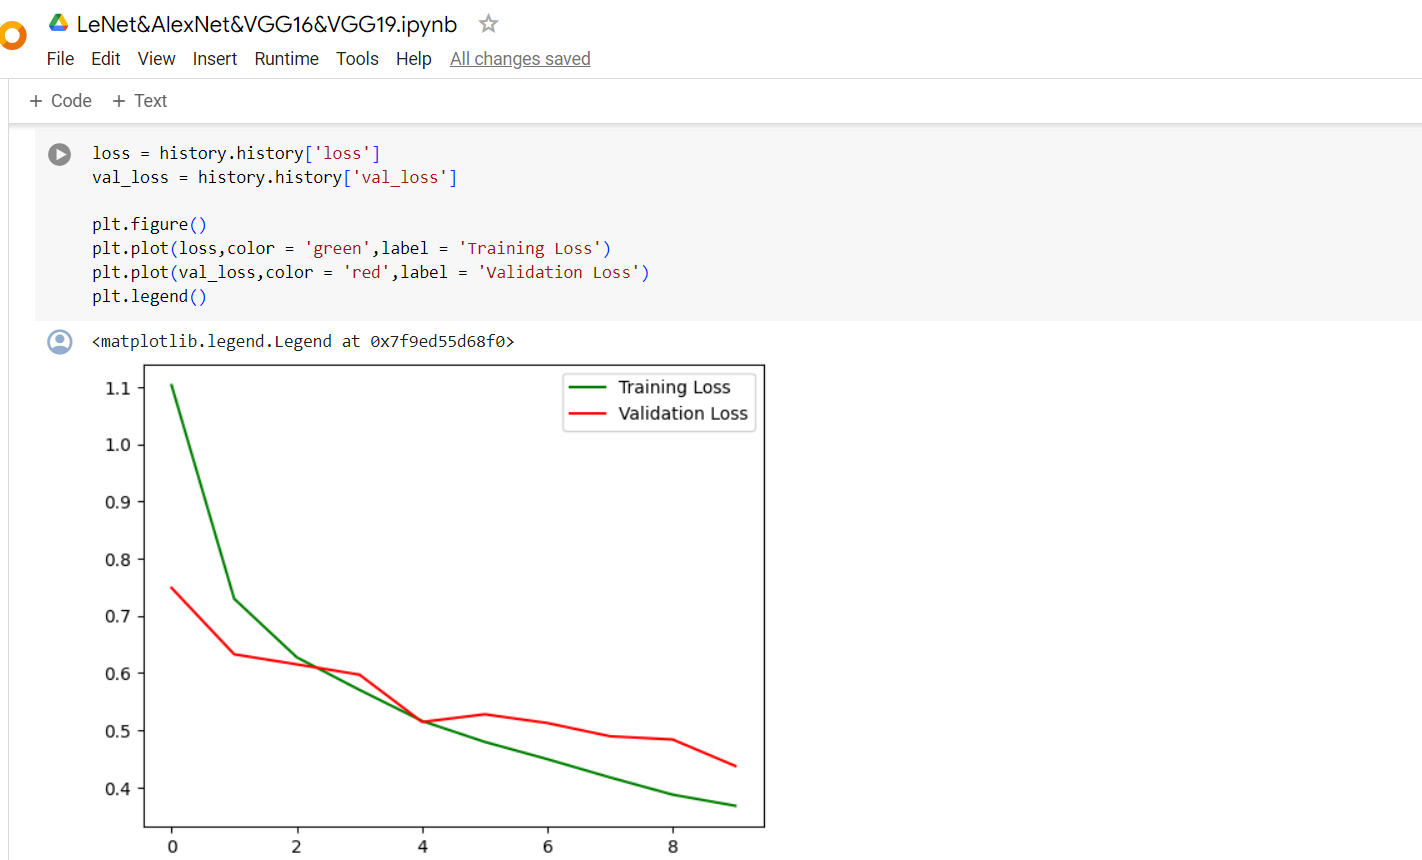 LeNet&AlexNet&VGG16&VGG19.ipynb
File Edit View Insert Runtime Tools Help All changes saved
+ Code + Text
loss = history.history['loss']
val_loss = history.history['val_loss']
plt.figure()
plt.plot(loss,color = 'green',label = 'Training Loss')
plt.plot(val_loss,color = 'red',label = 'Validation Loss')
plt.legend()
<matplotlib.legend.Legend at 0x7f9ed55d68f0>
Training Loss
Validation Loss
1.1
1.0
0.9
0.8
0.7
0.6
0.5
0.4
0 2 4 6 8